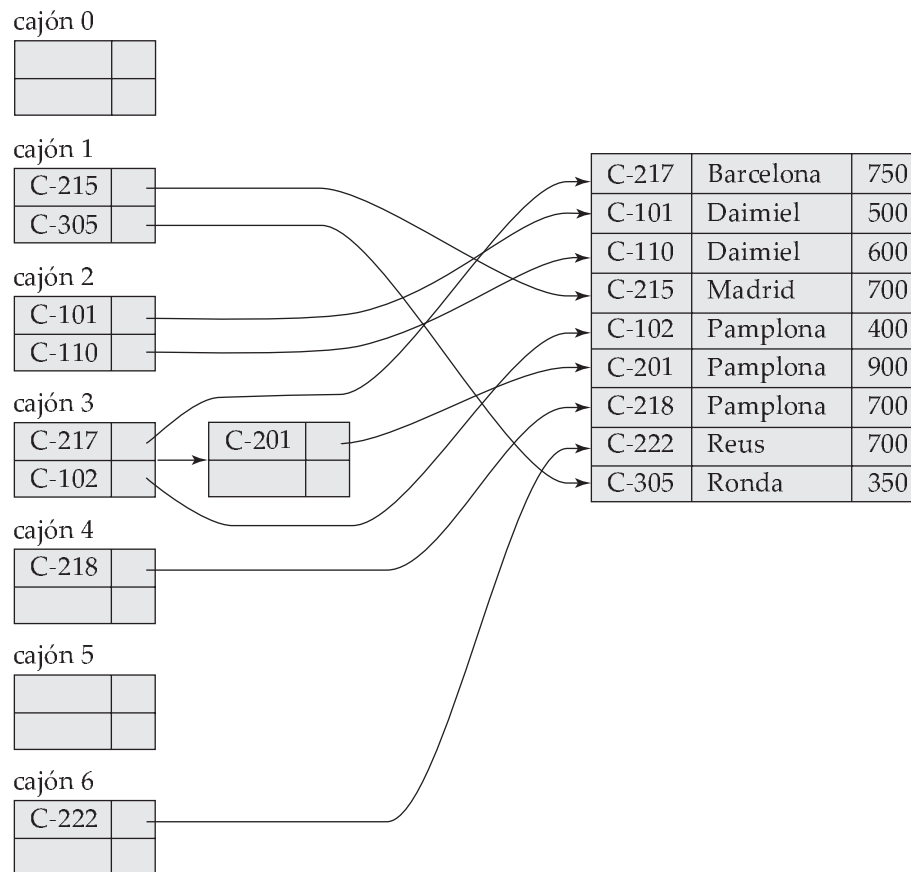 cajón 0
cajón 1
C-215
C-305
cajón 2
C-101
C-110
cajón 3
C-217
C-102
C-201
cajón 4
C-218
cajón 5
cajón 6
C-222
C-217 Barcelona 750
C-101 Daimiel 500
C-110 Daimiel 600
C-215 Madrid 700
C-102 Pamplona 400
C-201 Pamplona 900
C-218 Pamplona 700
C-222 Reus 700
C-305 Ronda 350